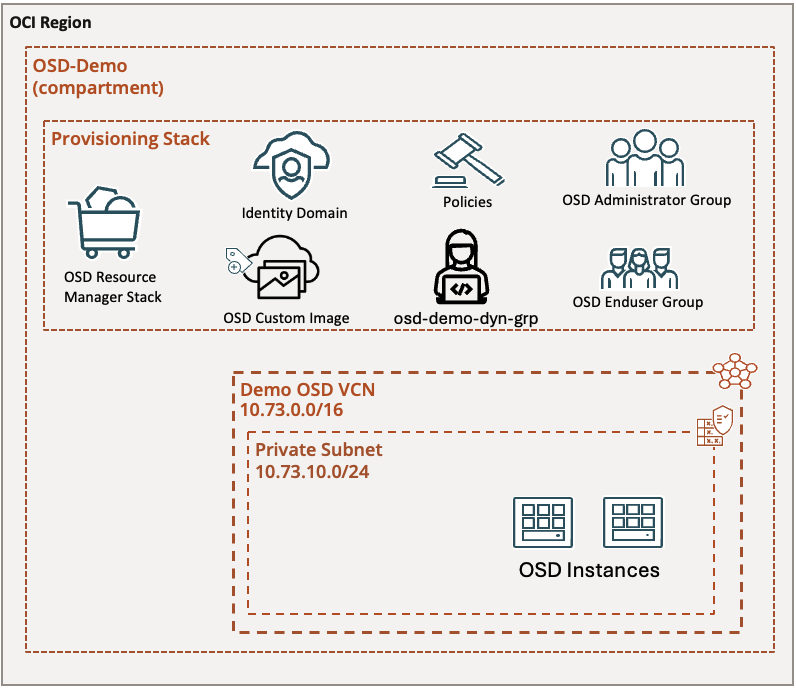 OCI Region
OSD-Demo
(compartment)
Provisioning Stack
Identity Domain
Policies
OSD Administrator Group
OSD Resource
Manager Stack
OSD Custom Image
osd-demo-dyn-grp
OSD Enduser Group
Demo OSD VCN
10.73.0.0/16
Private Subnet
10.73.10.0/24
OSD Instances